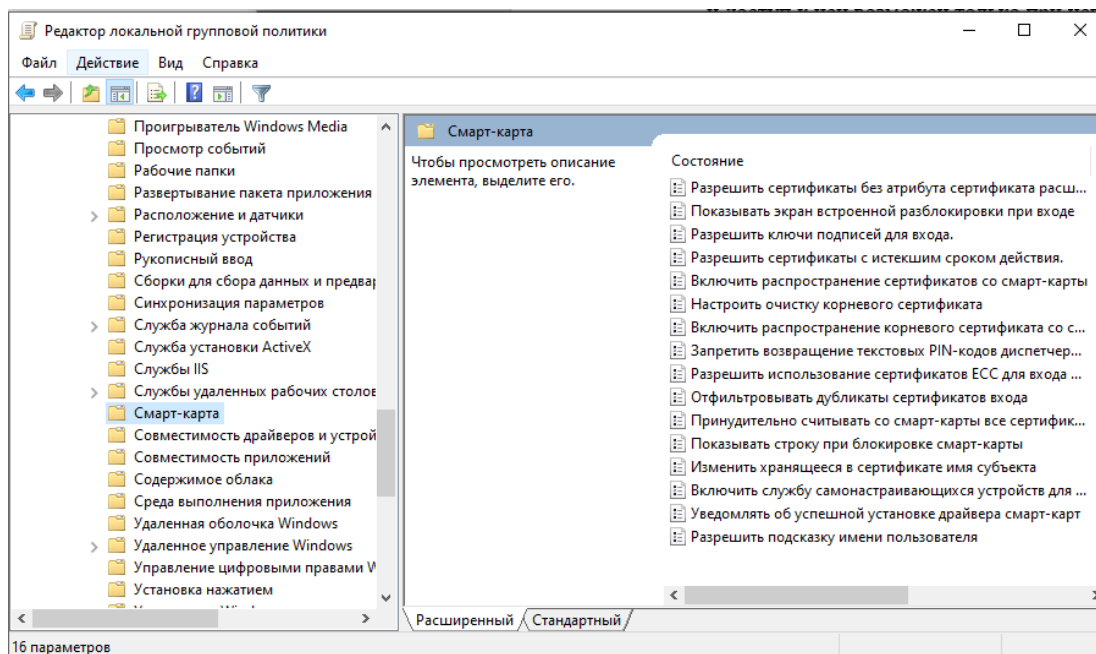 Редактор локальной групповой политики
Файл Действие Вид Справка
Проигрыватель Windows Media
Просмотр событий
Рабочие папки
Развертывание пакета приложения
Расположение и датчики
Регистрация устройства
Рукописный ввод
Сборки для сбора данных и предвар
Синхронизация параметров
Служба журнала событий
Служба установки ActiveX
Службы IIS
Службы удаленных рабочих столов
Смарт-карта
Совместимость драйверов и устрой
Совместимость приложений
Содержимое облака
Среда выполнения приложения
Удаленная оболочка Windows
Удаленное управление Windows
Управление цифровыми правами W
Установка нажатием
Смарт-карта
Чтобы просмотреть описание
элемента, выделите его.
Состояние
Разрешить сертификаты без атрибута сертификата расш...
Показывать экран встроенной разблокировки при входе
Разрешить ключи подписей для входа.
Разрешить сертификаты с истекшим сроком действия.
Включить распространение сертификатов со смарт-карты
Настроить очистку корневого сертификата
Включить распространение корневого сертификата со с...
Запретить возвращение текстовых PIN-кодов диспетчер...
Разрешить использование сертификатов ECC для входа ...
Отфильтровывать дубликаты сертификатов входа
Принудительно считывать со смарт-карты все сертифик...
Показывать строку при блокировке смарт-карты
Изменить хранящееся в сертификате имя субъекта
Включить службу самонастраивающихся устройств для ...
Уведомлять об успешной установке драйвера смарт-карт
Разрешить подсказку имени пользователя
Расширенный Стандартный
16 параметров